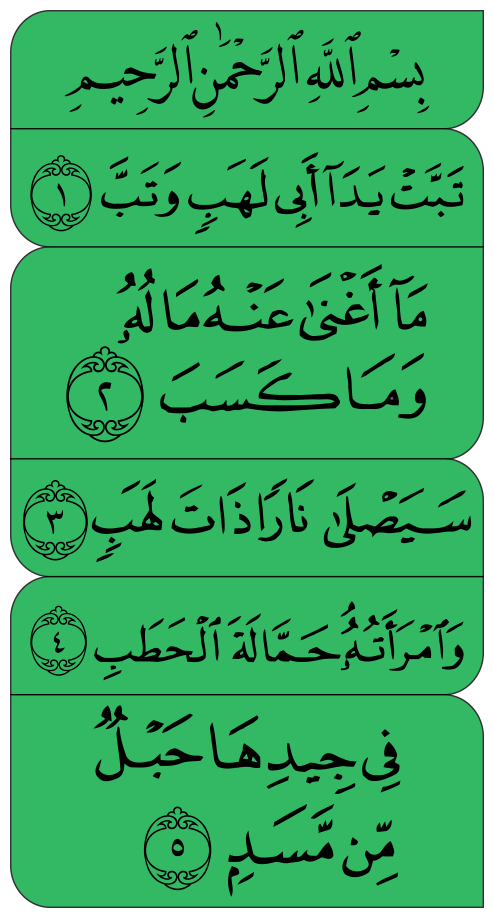 بِسْمِ ٱللَّهِ ٱلرَّحْمَٰنِ ٱلرَّحِيمِ
تَبَّتْ يَدَآ أَبِى لَهَبٍ وَتَبَّ ١
مَآ أَغْنَىٰ عَنْهُ مَالُهُۥ
وَمَا كَسَبَ ٢
سَيَصْلَىٰ نَارًا ذَاتَ لَهَبٍ ٣
وَٱمْرَأَتُهُۥ حَمَّالَةَ ٱلْحَطَبِ ٤
فِى جِيدِهَا حَبْلٌ
مِّن مَّسَدٍۭ ٥